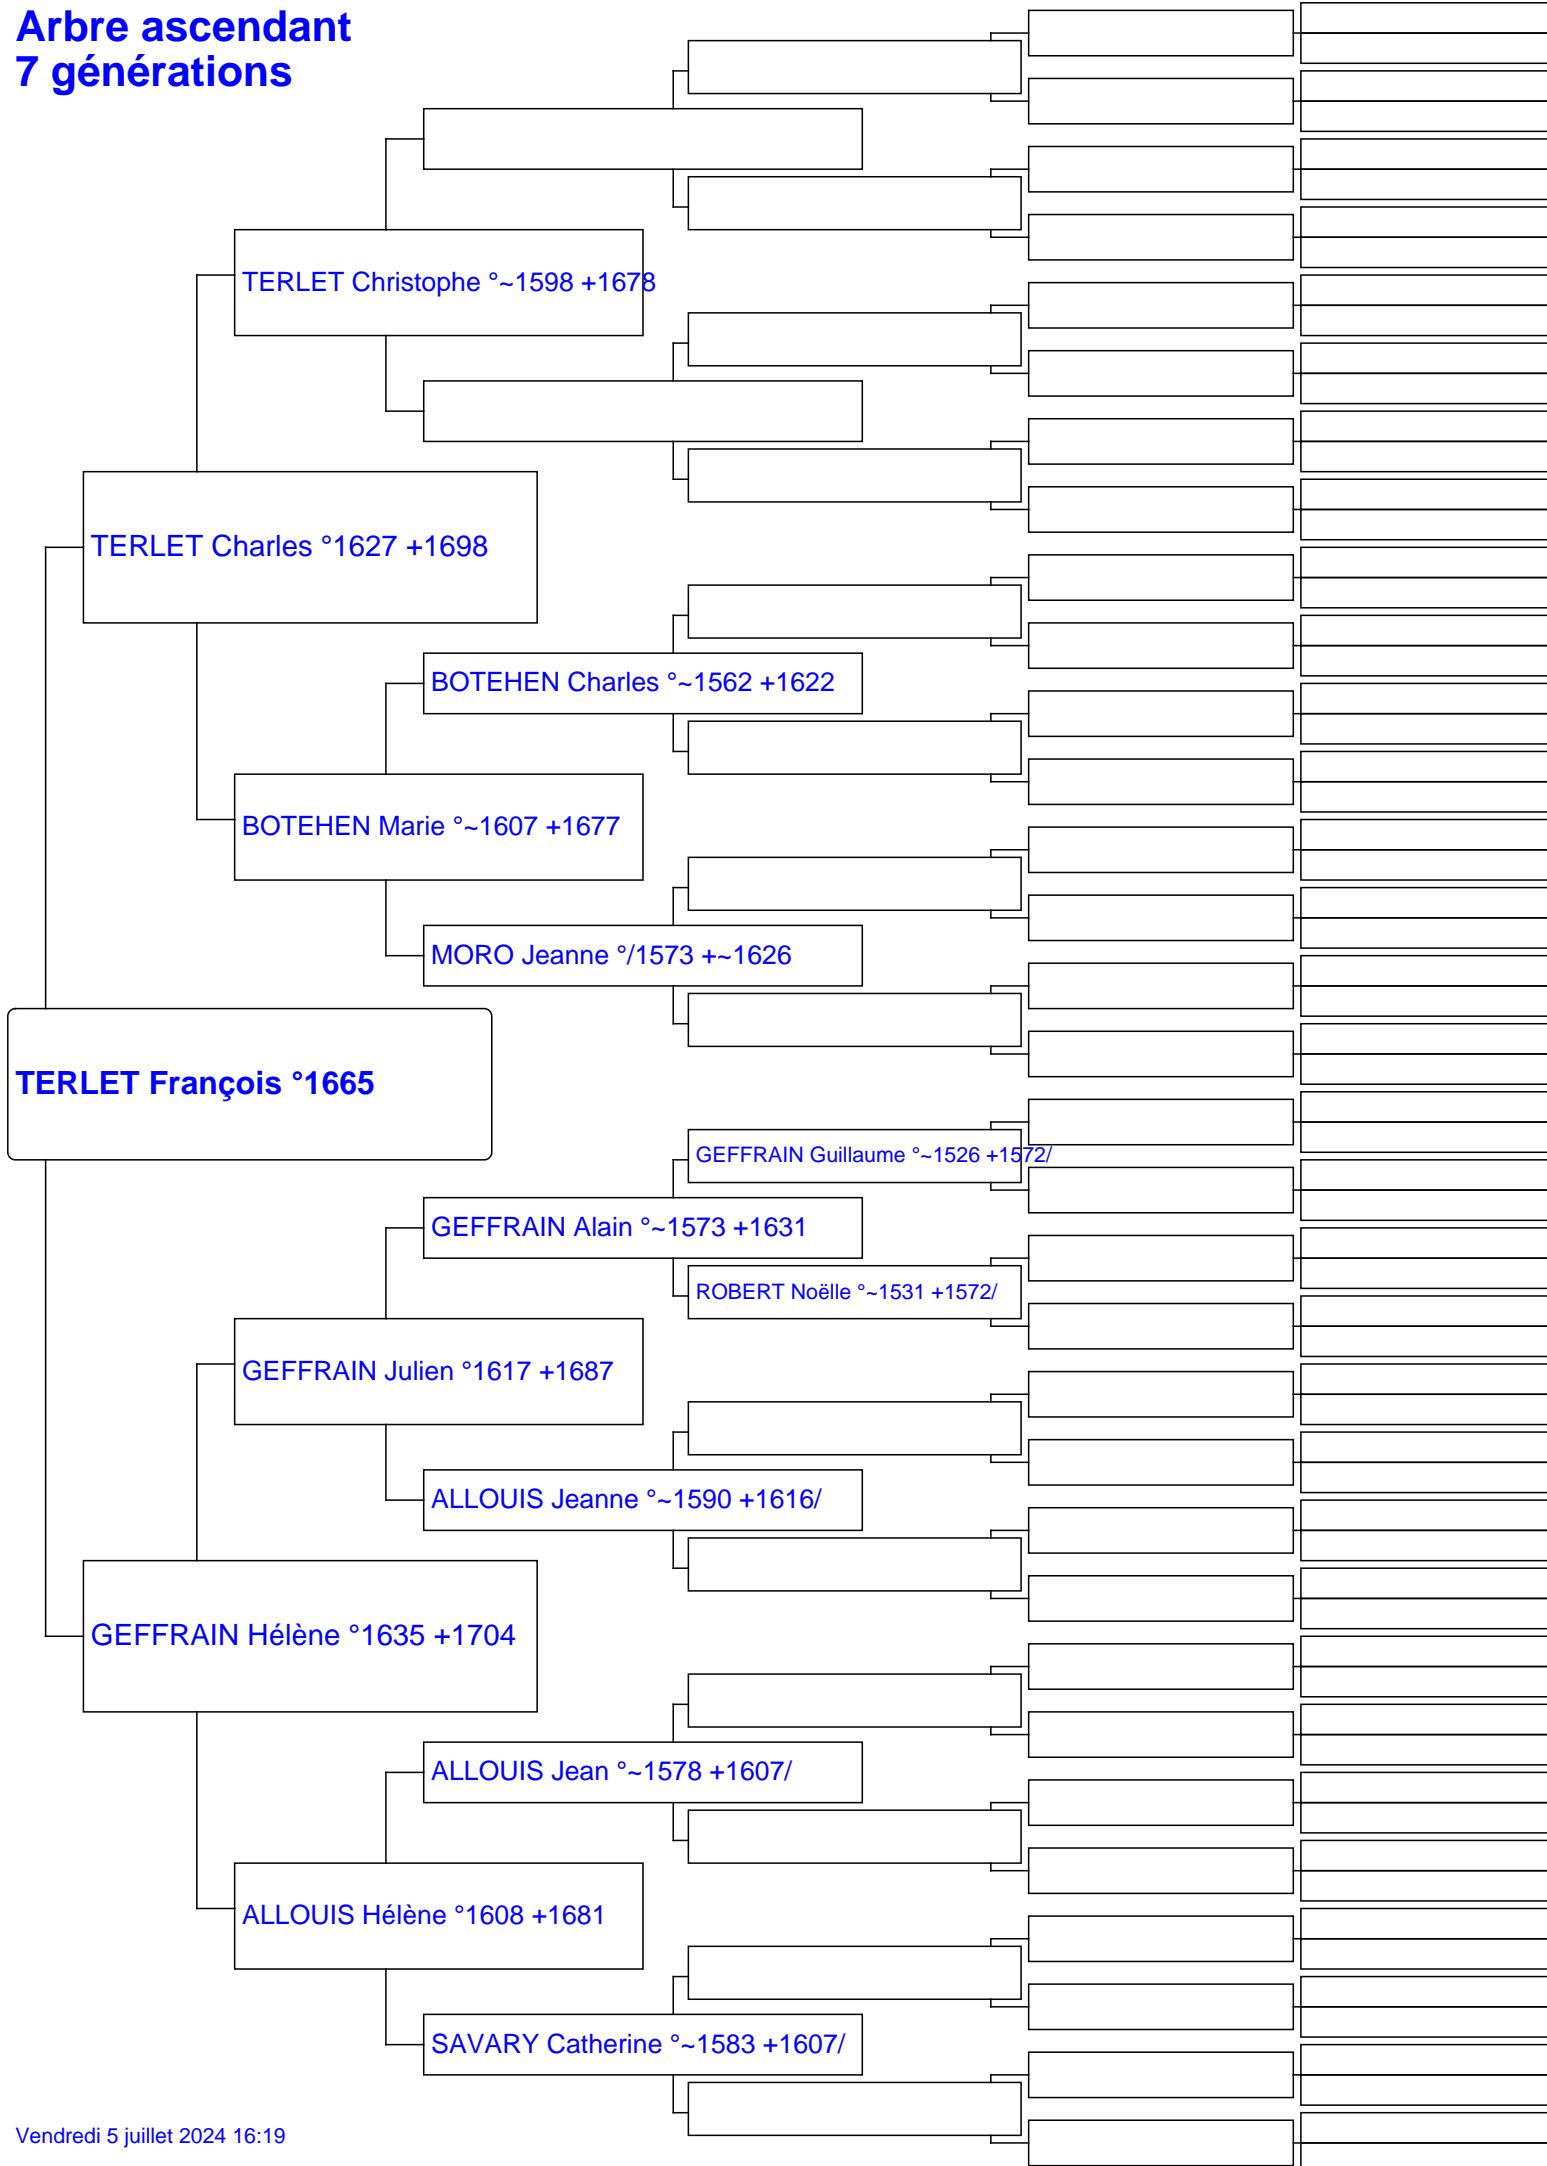 Arbre ascendant
7 générations
TERLET Christophe °~1598 +1678
TERLET Charles °1627 +1698
BOTEHEN Charles °~1562 +1622
BOTEHEN Marie °~1607 +1677
MORO Jeanne °/1573 +~1626
TERLET François °1665
GEFFRAIN Guillaume °~1526 +1572/
GEFFRAIN Alain °~1573 +1631
ROBERT Noëlle °~1531 +1572/
GEFFRAIN Julien °1617 +1687
ALLOUIS Jeanne °~1590 +1616/
GEFFRAIN Hélène °1635 +1704
ALLOUIS Jean °~1578 +1607/
ALLOUIS Hélène °1608 +1681
SAVARY Catherine °~1583 +1607/
Vendredi 5 juillet 2024 16:19